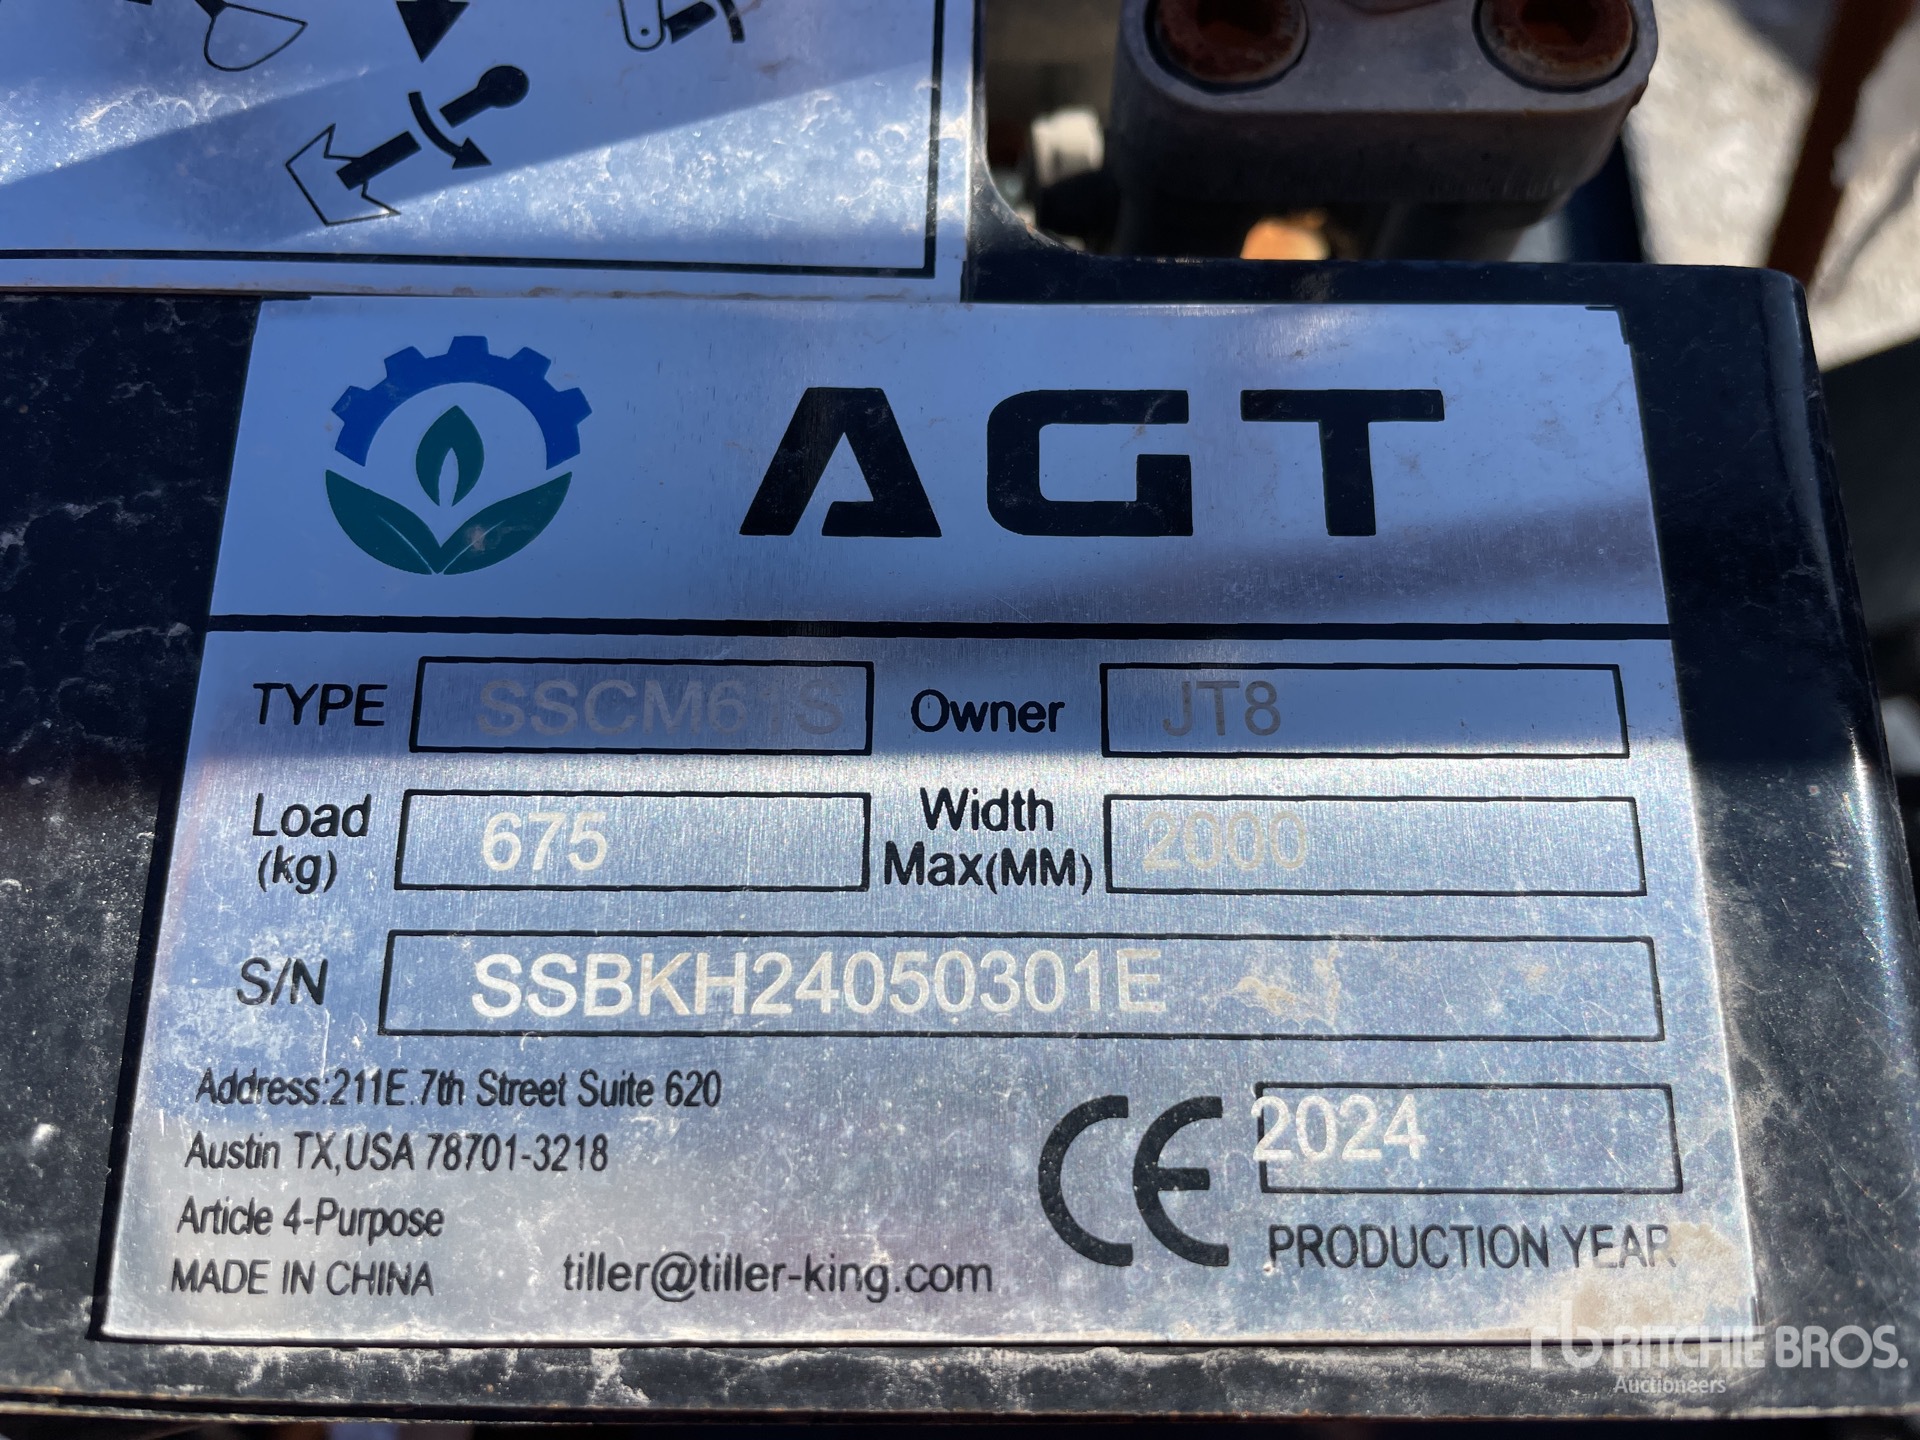 AGT
TYPE SSCM61S Owner JT8
Load (kg) 675 Width Max(MM) 2000
S/N SSBKH24050301E
Address:211E.7th Street Suite 620
Austin TX,USA 78701-3218
Article 4-Purpose
MADE IN CHINA
tiller@tiller-king.com
CE 2024
PRODUCTION YEAR
rb RITCHIE BROS.
Auctioneers